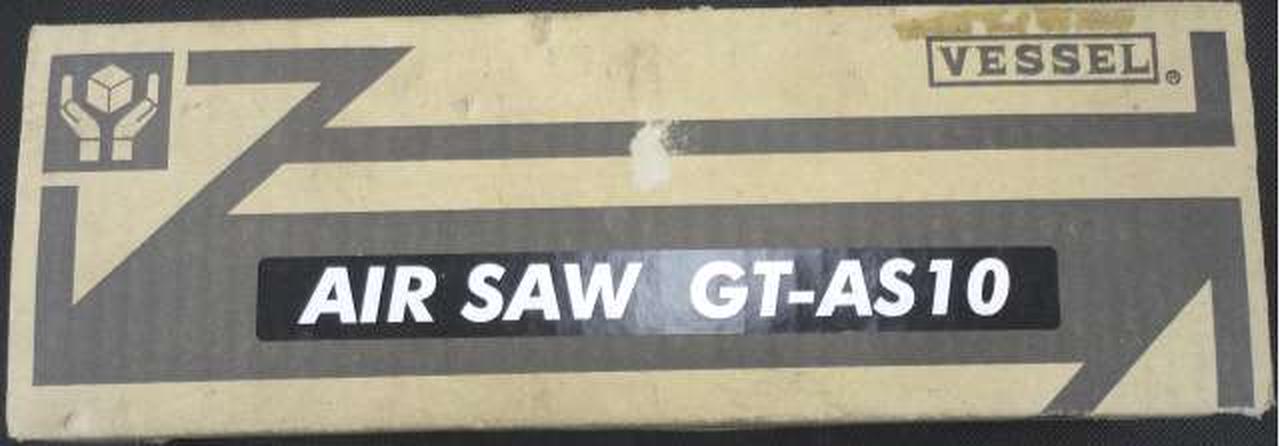 VESSEL®
AIR SAW GT-AS10